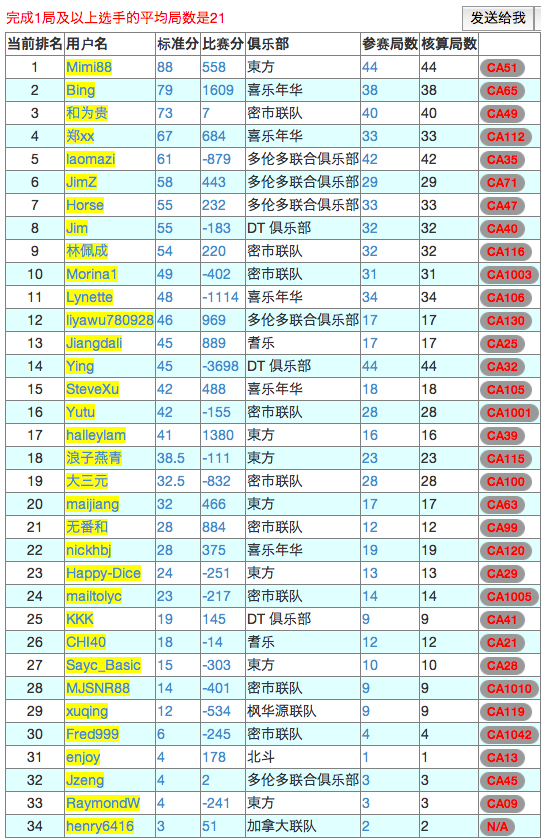 完成1局及以上选手的平均局数是21
发送给我
当前排名 用户名 标准分 比赛分 俱乐部 参赛局数 核算局数
1 Mimi88 88 558 東方 44 44 CA51
2 Bing 79 1609 喜乐年华 38 38 CA65
3 和为贵 73 7 密市联队 40 40 CA49
4 郑xx 67 684 喜乐年华 33 33 CA112
5 laomazi 61 -879 多伦多联合俱乐部 42 42 CA35
6 JimZ 58 443 多伦多联合俱乐部 29 29 CA71
7 Horse 55 232 多伦多联合俱乐部 33 33 CA47
8 Jim 55 -183 DT 俱乐部 32 32 CA40
9 林佩成 54 220 密市联队 32 32 CA116
10 Morina1 49 -402 密市联队 31 31 CA1003
11 Lynette 48 -1114 喜乐年华 34 34 CA106
12 liyawu780928 46 969 多伦多联合俱乐部 17 17 CA130
13 Jiangdali 45 889 耆乐 17 17 CA25
14 Ying 45 -3698 DT 俱乐部 44 44 CA32
15 SteveXu 42 488 喜乐年华 18 18 CA105
16 Yutu 42 -155 密市联队 28 28 CA1001
17 halleylam 41 1380 東方 16 16 CA39
18 浪子燕青 38.5 -111 東方 23 23 CA115
19 大三元 32.5 -832 密市联队 28 28 CA100
20 maijiang 32 466 東方 17 17 CA63
21 无番和 28 884 密市联队 12 12 CA99
22 nickhbj 28 375 喜乐年华 19 19 CA120
23 Happy-Dice 24 -251 東方 13 13 CA29
24 mailtolyc 23 -217 密市联队 14 14 CA1005
25 KKK 19 145 DT 俱乐部 9 9 CA41
26 CHI40 18 -14 耆乐 12 12 CA21
27 Sayc_Basic 15 -303 東方 10 10 CA28
28 MJSNR88 14 -401 密市联队 9 9 CA1010
29 xuqing 12 -534 枫华源联队 9 9 CA119
30 Fred999 6 -245 密市联队 4 4 CA1042
31 enjoy 4 178 北斗 1 1 CA13
32 Jzeng 4 2 多伦多联合俱乐部 3 3 CA45
33 RaymondW 4 -241 東方 3 3 CA09
34 henry6416 3 51 加拿大联队 2 2 N/A